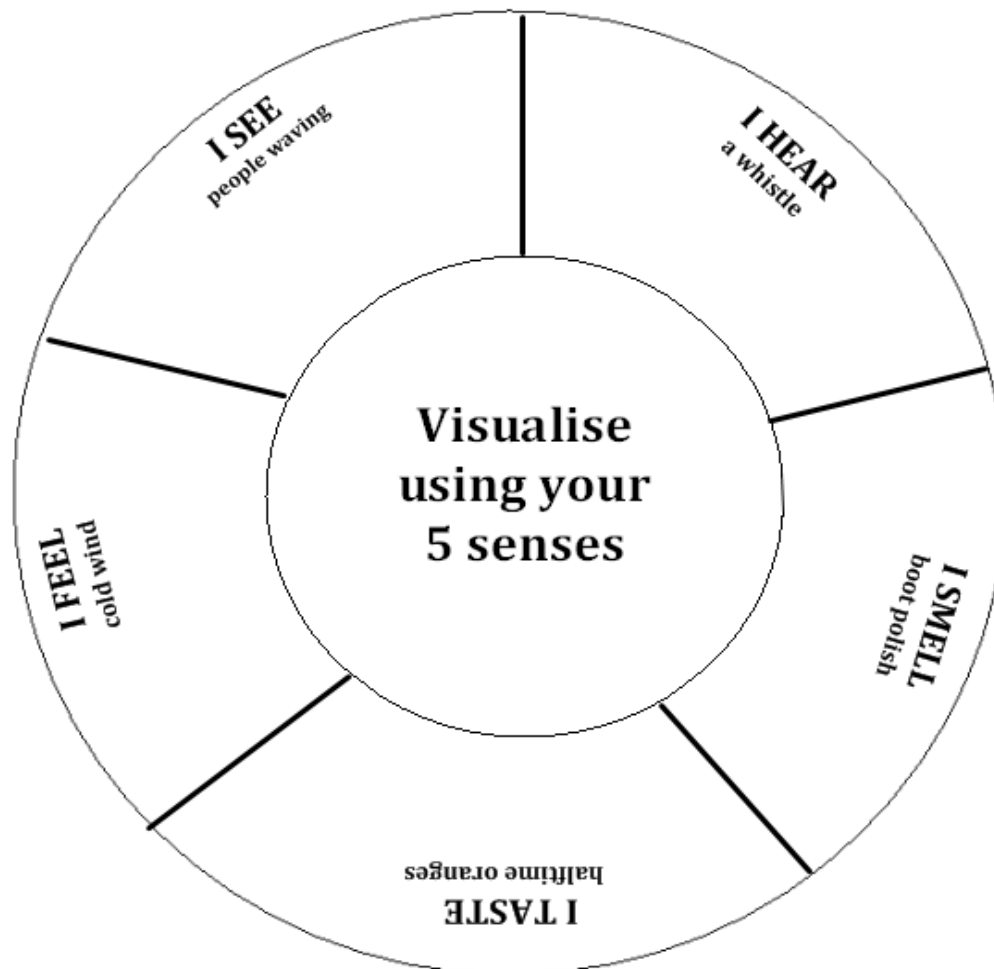 I SEE
people waving
I HEAR
a whistle
I SMELL
boot polish
I TASTE
halftime oranges
I FEEL
cold wind
Visualise
using your
5 senses